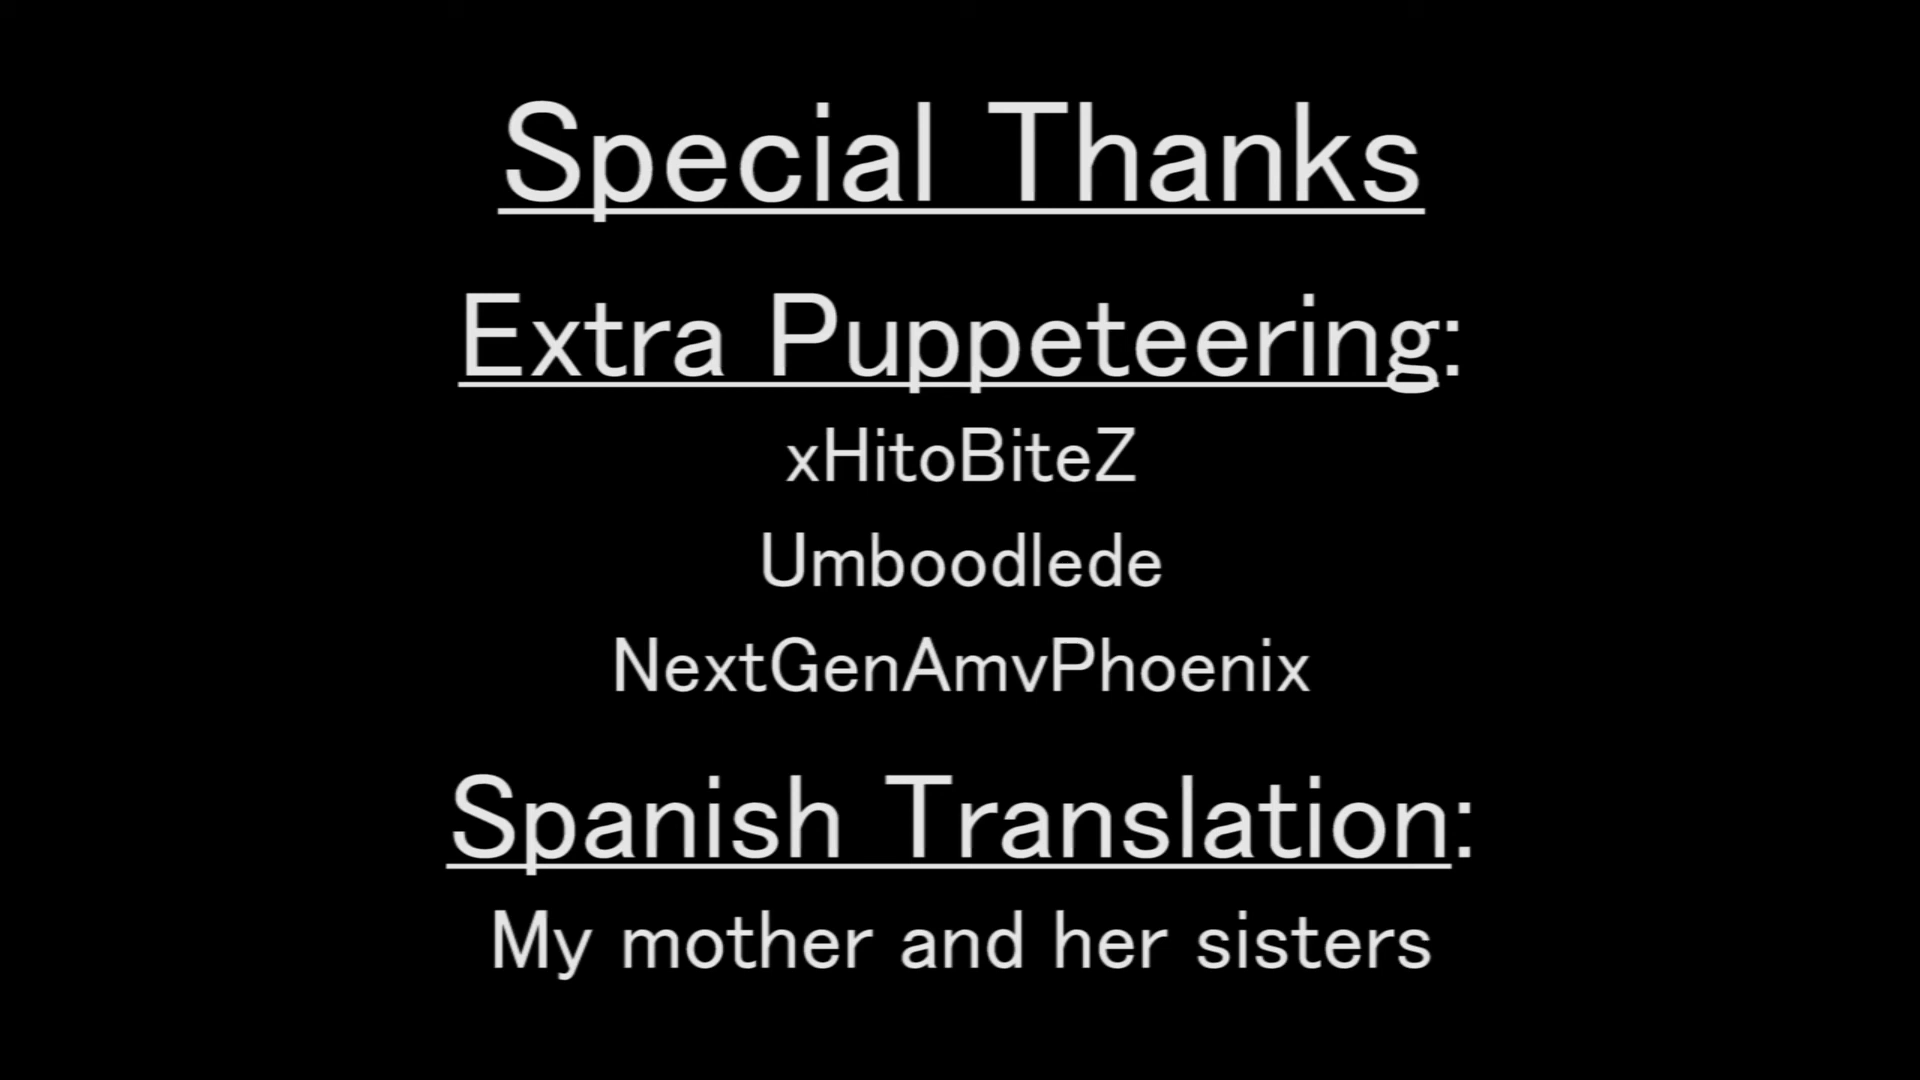 Special Thanks
Extra Puppeteering:
xHitoBiteZ
Umboodlede
NextGenAmvPhoenix
Spanish Translation:
My mother and her sisters